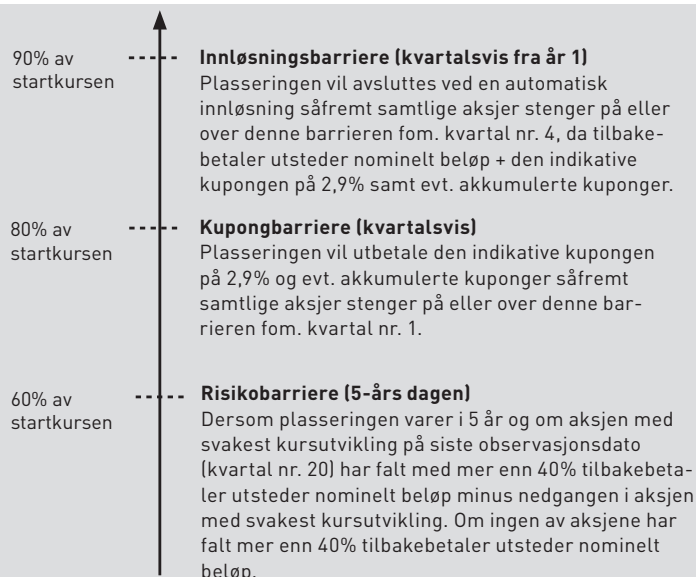 90% av
startkursen
Innløsningsbarriere (kvartalsvis fra år 1)
Plasseringen vil avsluttes ved en automatisk
innløsning såfremt samtlige aksjer stenger på eller
over denne barrieren fom. kvartal nr. 4, da tilbake-
betaler utsteder nominelt beløp + den indikative
kupongen på 2,9% samt evt. akkumulerte kuponger.
80% av
startkursen
Kupongbarriere (kvartalsvis)
Plasseringen vil utbetale den indikative kupongen
på 2,9% og evt. akkumulerte kuponger såfremt
samtlige aksjer stenger på eller over denne bar-
rieren fom. kvartal nr. 1.
60% av
startkursen
Risikobarriere (5-års dagen)
Dersom plasseringen varer i 5 år og om aksjen med
svakest kursutvikling på siste observasjonsdato
(kvartal nr. 20) har falt med mer enn 40% tilbakebeta-
ler utsteder nominelt beløp minus nedgangen i aksjen
med svakest kursutvikling. Om ingen av aksjene har
falt mer enn 40% tilbakebetaler utsteder nominelt
beløp.